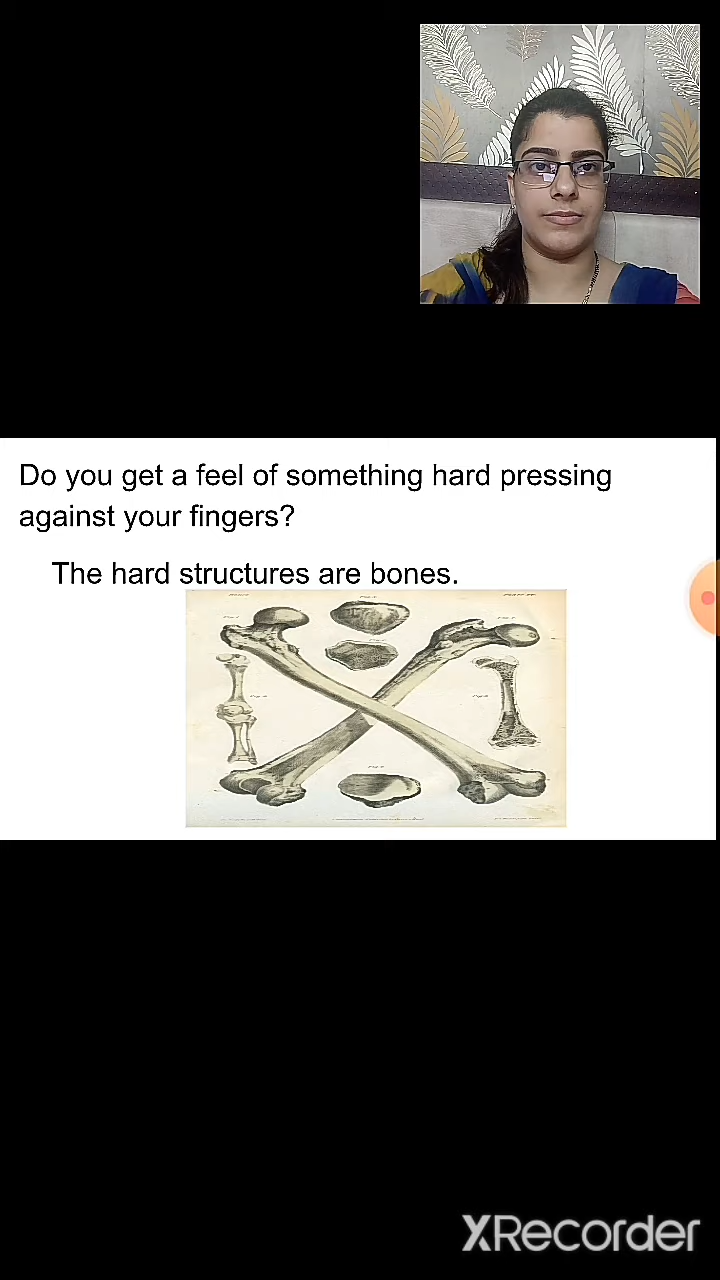 Do you get a feel of something hard pressing
against your fingers?
The hard structures are bones.
XRecorder